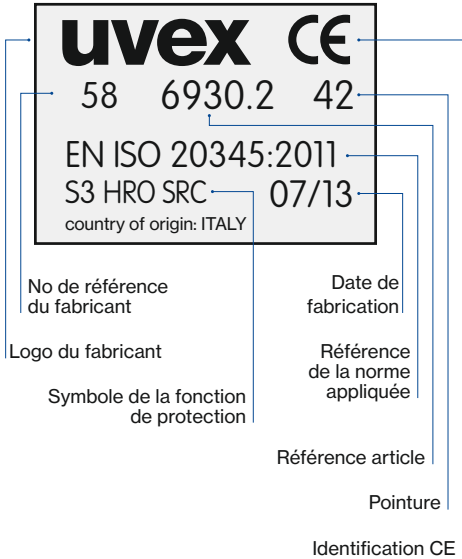 uvex CE
58 6930.2 42
EN ISO 20345:2011
S3 HRO SRC 07/13
country of origin: ITALY
No de référence
du fabricant
Date de
fabrication
Logo du fabricant
Référence
de la norme
appliquée
Symbole de la fonction
de protection
Référence article
Pointure
Identification CE